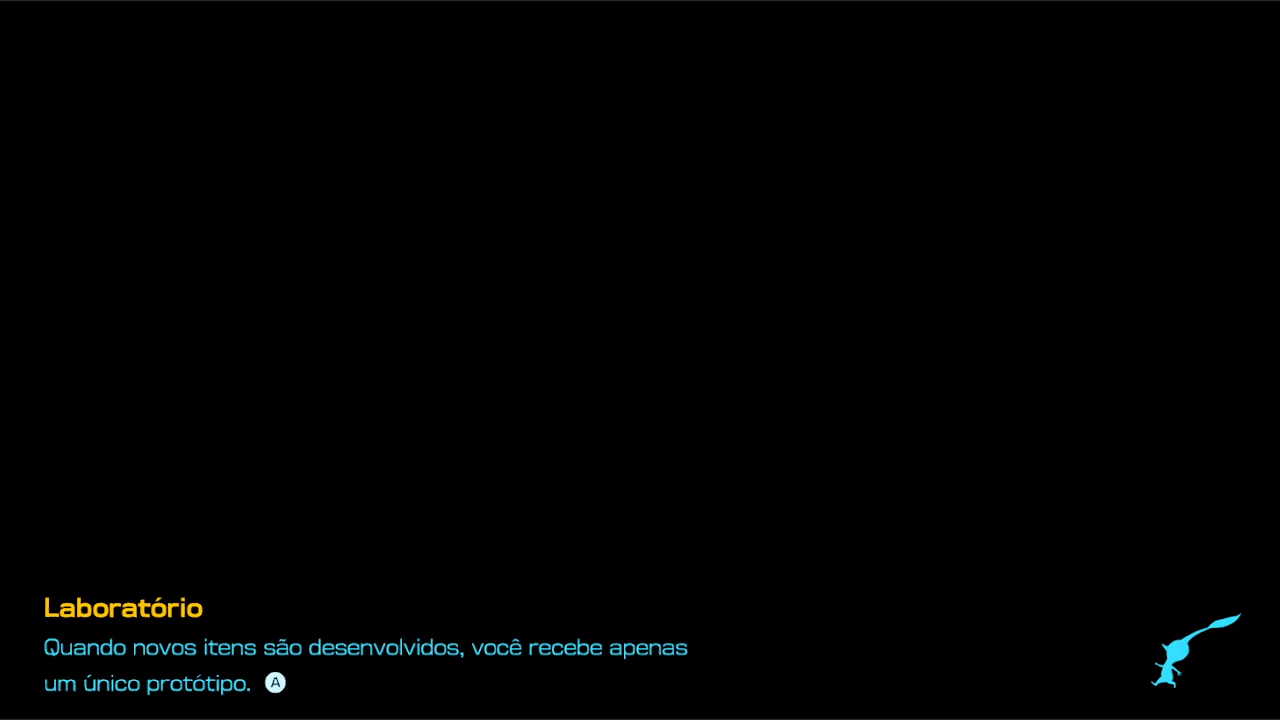 Laboratório
Quando novos itens são desenvolvidos, você recebe apenas
um único protótipo. A